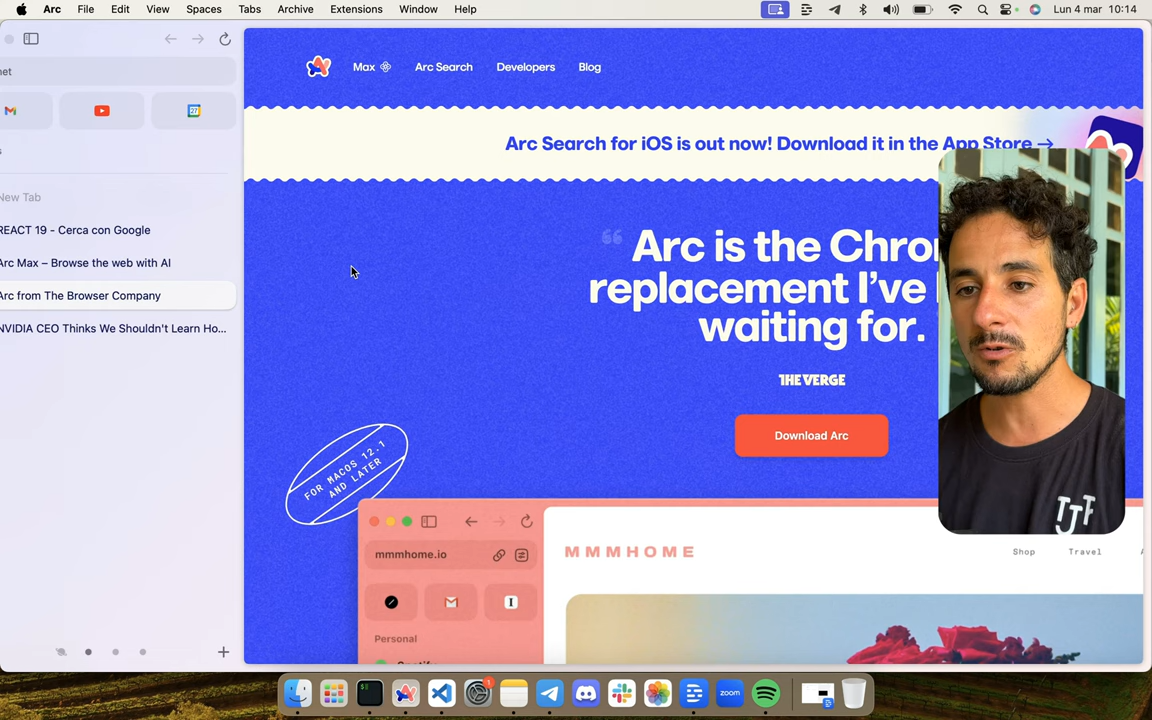 Arc File Edit View Spaces Tabs Archive Extensions Window Help
Lun 4 mar 10:14
net
s
New Tab
REACT 19 - Cerca con Google
Arc Max – Browse the web with AI
Arc from The Browser Company
NVIDIA CEO Thinks We Shouldn't Learn Ho...
Max Arc Search Developers Blog
Arc Search for iOS is out now! Download it in the App Store →
“ Arc is the Chro
replacement I’ve
waiting for.
THE VERGE
Download Arc
FOR MACOS 12.1
AND LATER
mmmhome.io
MMMHOME
Shop Travel
Personal
27
1
zoom